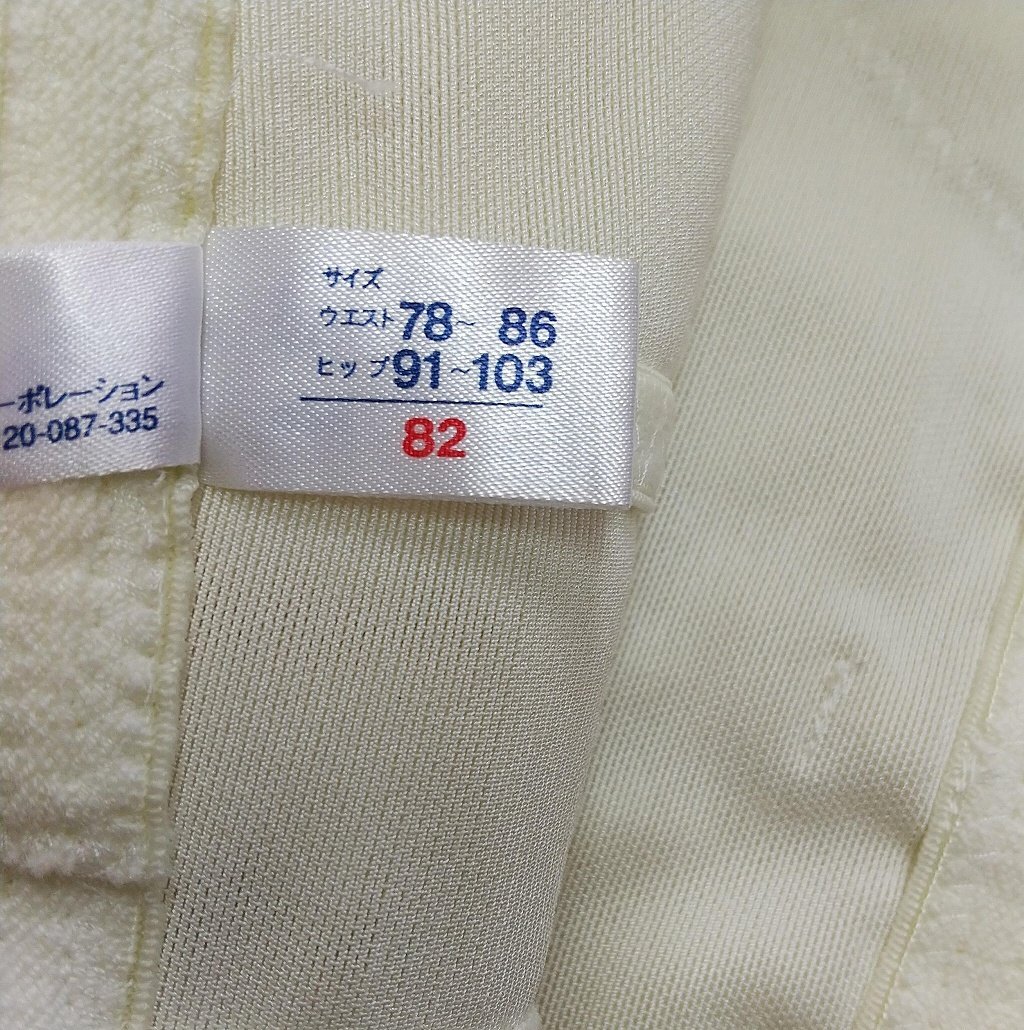 ーポレーション
20-087-335
サイズ
ウエスト78~86
ヒップ91~103
82